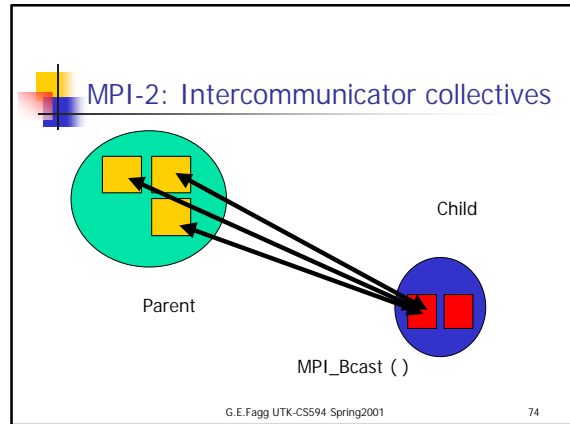 MPI-2: Intercommunicator collectives
Child
Parent
MPI_Bcast ( )
G.E.Fagg UTK-CS594 Spring2001
74